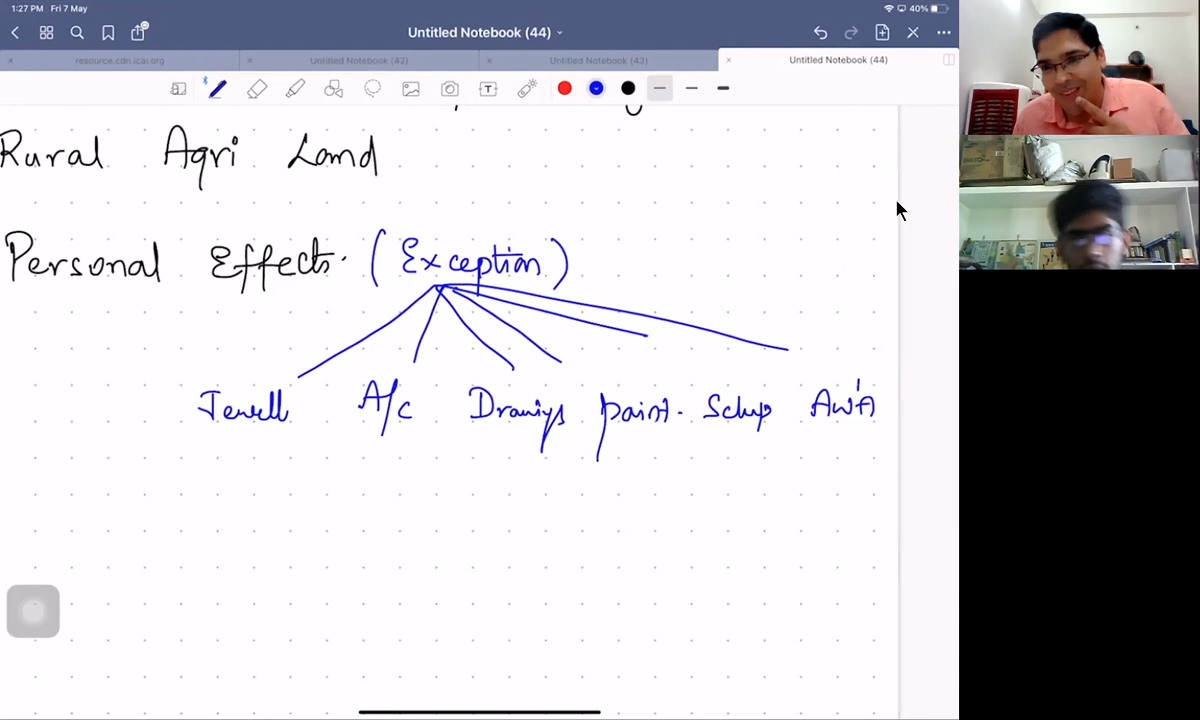 1:27 PM Fri 7 May
40%
Untitled Notebook (44)
resource.cdn.icai.org
Untitled Notebook (42)
Untitled Notebook (43)
Untitled Notebook (44)
Rural Agri Land
Personal Effects. (Exception)
Jewell A/c Drawings paint. Sclup AWA